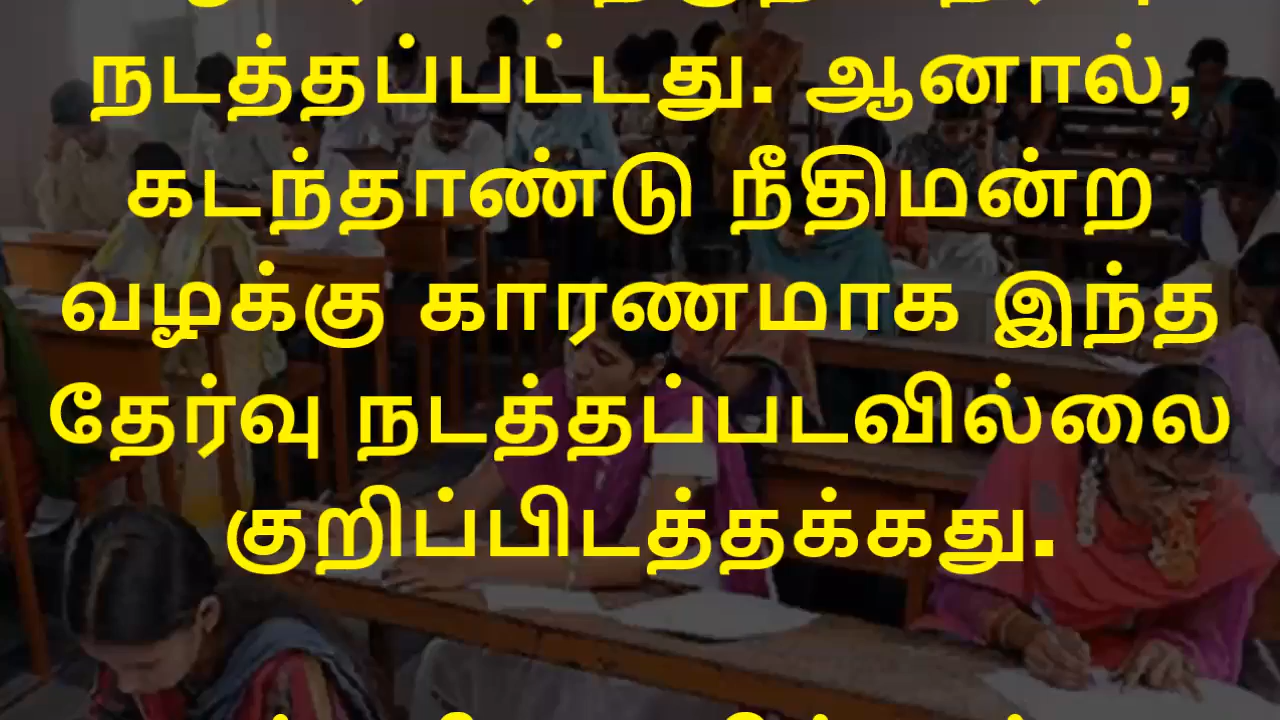 நடத்தப்பட்டது. ஆனால்,
கடந்தாண்டு நீதிமன்ற
வழக்கு காரணமாக இந்த
தேர்வு நடத்தப்படவில்லை
குறிப்பிடத்தக்கது.